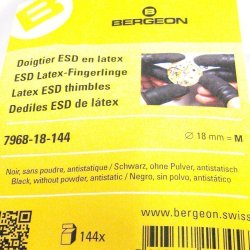 B
BERGEON
Doigtier ESD en latex
ESD Latex-Fingerlinge
Latex ESD thimbles
Dediles ESD de látex
7968-18-144
Ø 18 mm = M
Noir, sans poudre, antistatique / Schwarz, ohne Pulver, antistatisch
Black, without powder, antistatic / Negro, sin polvo, antistático
144x
www.bergeon.swiss